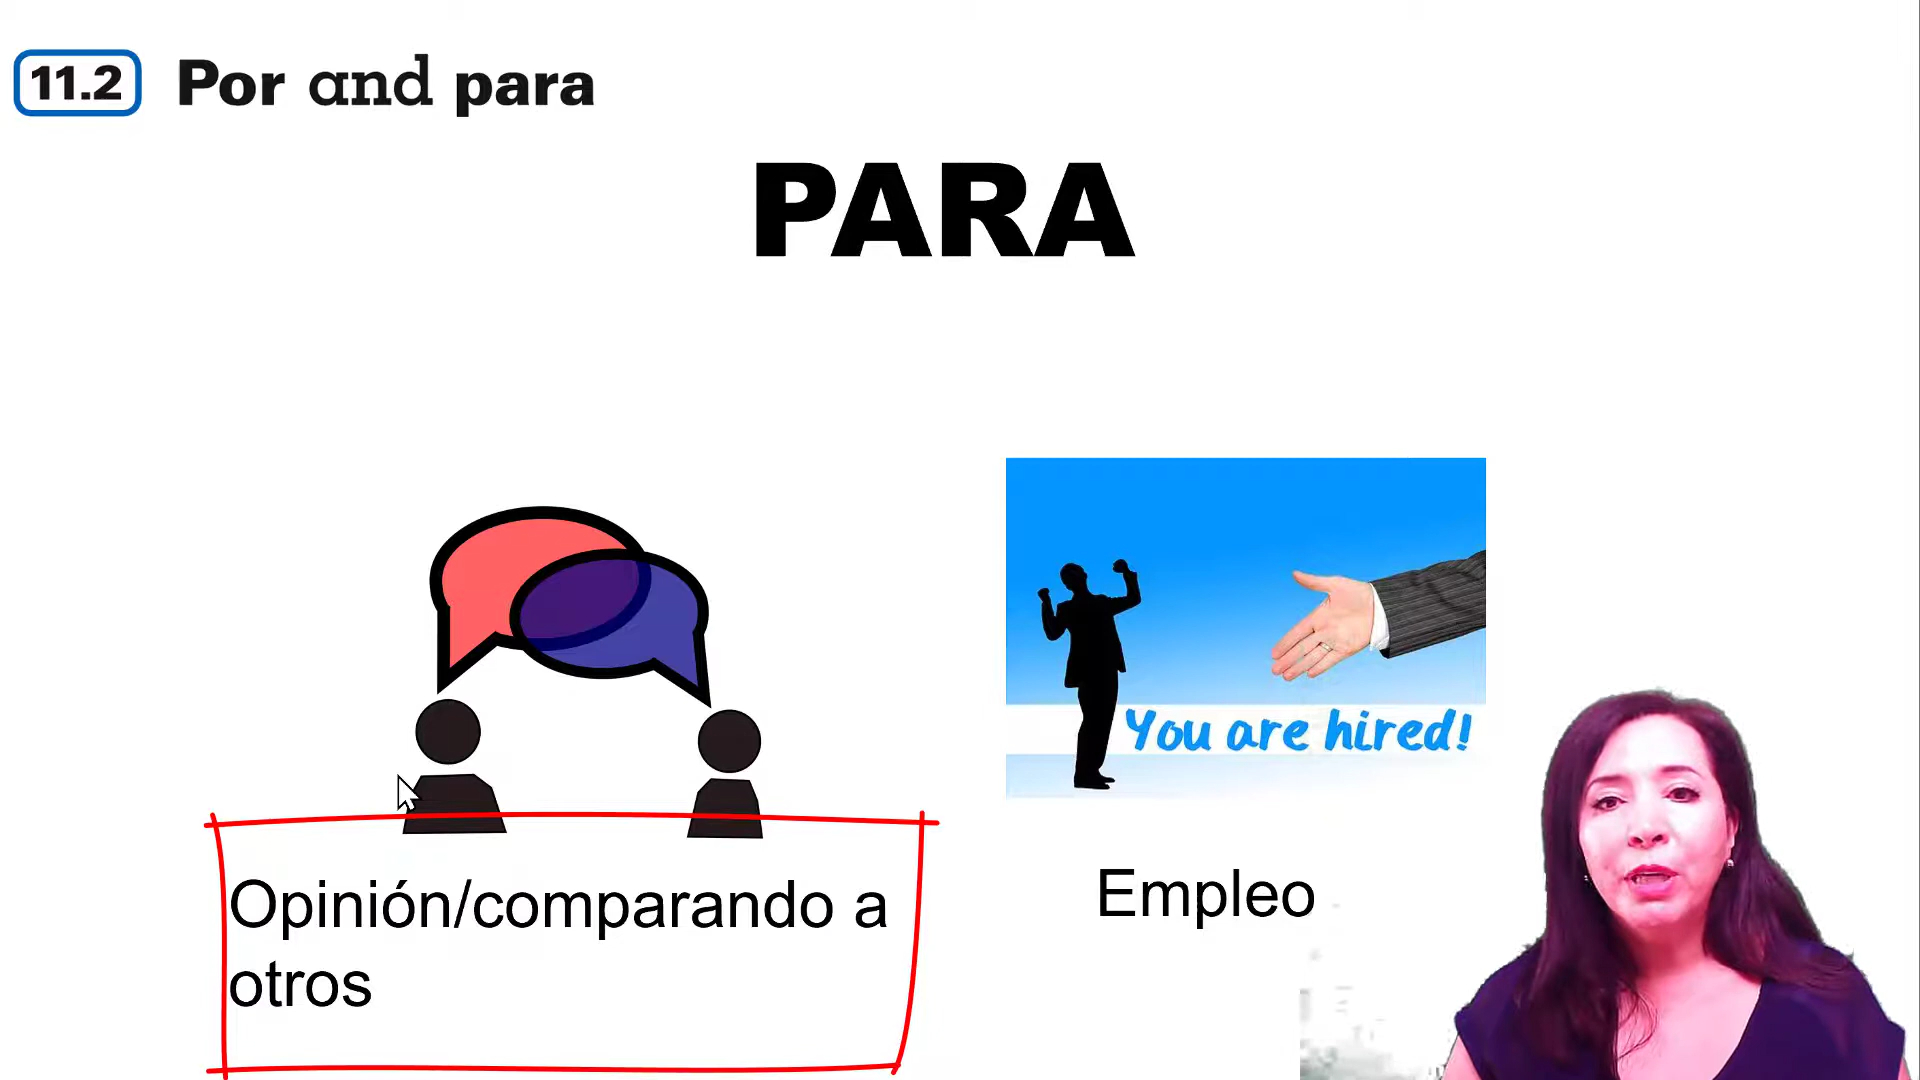 11.2 Por and para
PARA
You are hired!
Opinión/comparando a
otros
Empleo